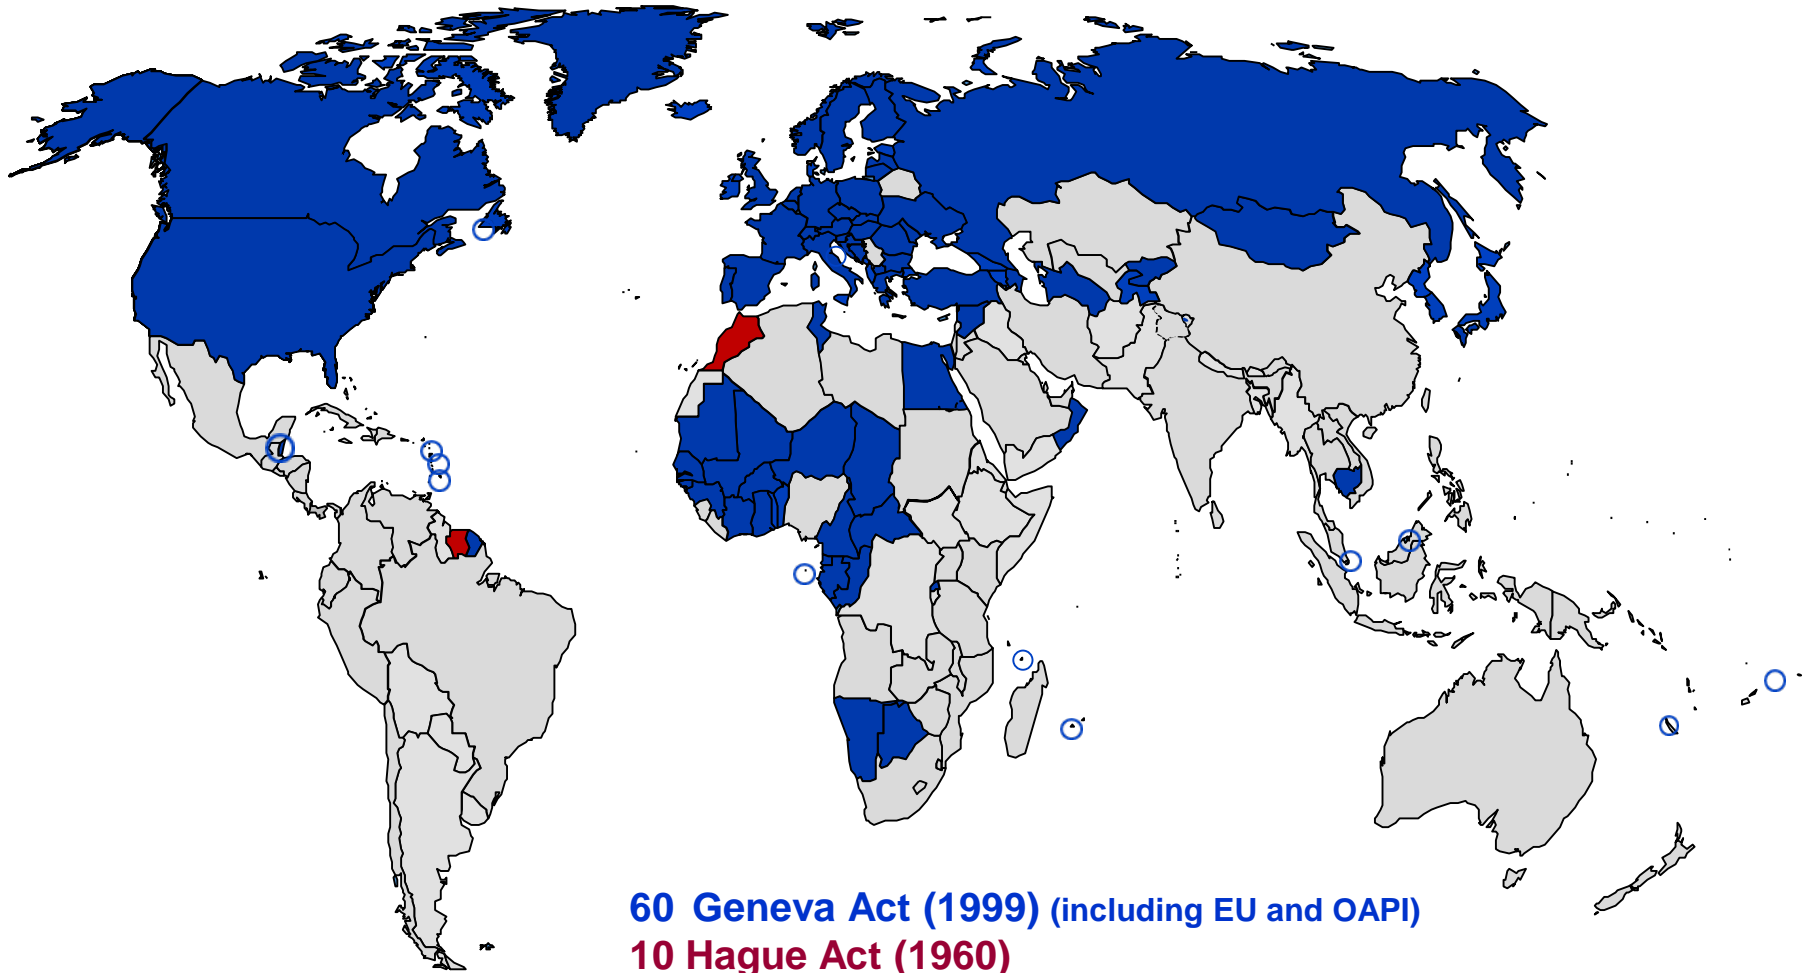 60 Geneva Act (1999) (including EU and OAPI)
10 Hague Act (1960)